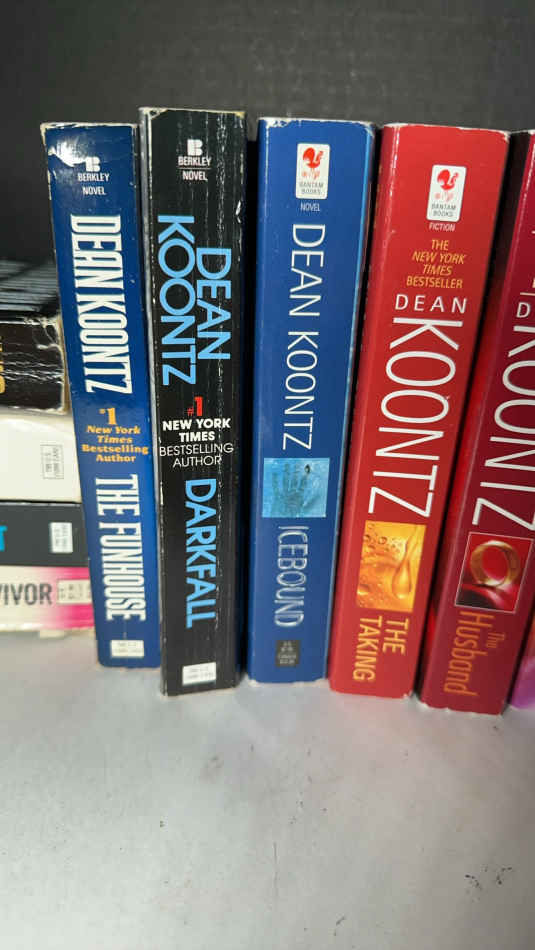 BERKLEY
NOVEL
DEAN KOONTZ
#1
New York
Times
Bestselling
Author
THE FUNHOUSE
BERKLEY
NOVEL
DEAN
KOONTZ
#1
NEW YORK
TIMES
BESTSELLING
AUTHOR
DARKFALL
BANTAM
BOOKS
NOVEL
DEAN KOONTZ
ICEBOUND
BANTAM
BOOKS
FICTION
THE
NEW YORK
TIMES
BESTSELLER
DEAN
KOONTZ
THE
TAKING
D
KOONTZ
The
Husband
VIVOR